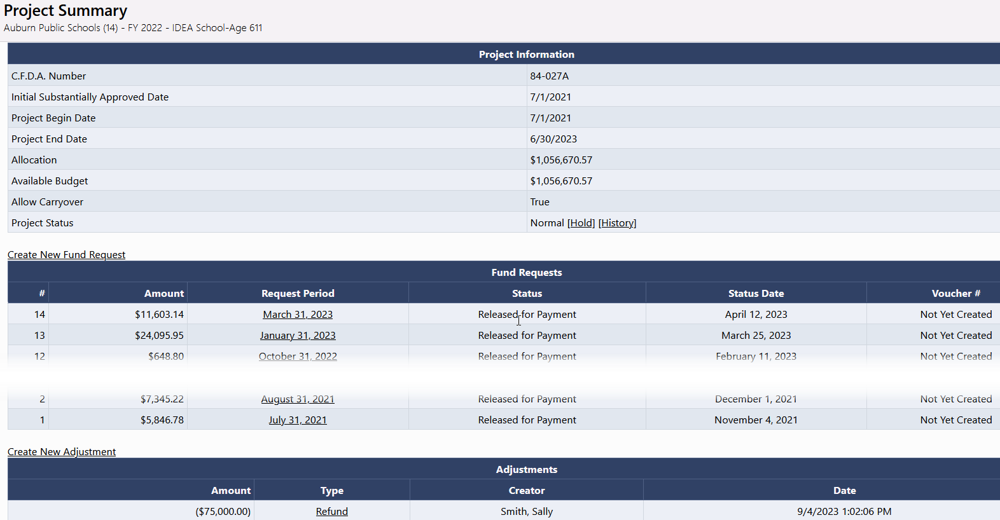 Project Summary
Auburn Public Schools (14) - FY 2022 - IDEA School-Age 611
Project Information
C.F.D.A. Number 84-027A
Initial Substantially Approved Date 7/1/2021
Project Begin Date 7/1/2021
Project End Date 6/30/2023
Allocation $1,056,670.57
Available Budget $1,056,670.57
Allow Carryover True
Project Status Normal [Hold] [History]
Create New Fund Request
Fund Requests
# Amount Request Period Status Status Date Voucher #
14 $11,603.14 March 31, 2023 Released for Payment April 12, 2023 Not Yet Created
13 $24,095.95 January 31, 2023 Released for Payment March 25, 2023 Not Yet Created
12 $648.80 October 31, 2022 Released for Payment February 11, 2023 Not Yet Created
2 $7,345.22 August 31, 2021 Released for Payment December 1, 2021 Not Yet Created
1 $5,846.78 July 31, 2021 Released for Payment November 4, 2021 Not Yet Created
Create New Adjustment
Adjustments
Amount Type Creator Date
($75,000.00) Refund Smith, Sally 9/4/2023 1:02:06 PM